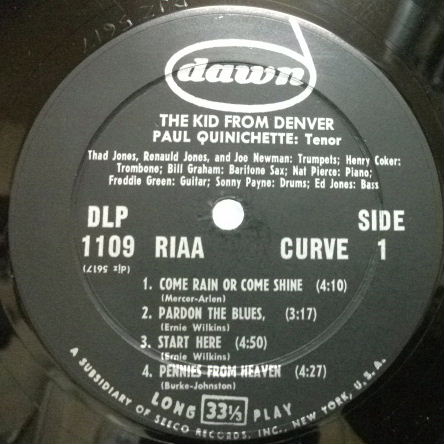 dawn
THE KID FROM DENVER
PAUL QUINICHETTE: Tenor
Thad Jones, Ronauld Jones, and Joe Newman: Trumpets; Henry Coker:
Trombone; Bill Graham: Baritone Sax; Nat Pierce: Piano;
Freddie Green: Guitar; Sonny Payne: Drums; Ed Jones: Bass
DLP SIDE
1109 RIAA CURVE 1
(dlz 5617)
1. COME RAIN OR COME SHINE (4:10)
(Mercer-Arlen)
2. PARDON THE BLUES, (3:17)
(Ernie Wilkins)
3. START HERE (4:50)
(Ernie Wilkins)
4. PENNIES FROM HEAVEN (4:27)
(Burke-Johnston)
LONG 33⅓ PLAY
A SUBSIDIARY OF SEECO RECORDS, INC., NEW YORK, U.S.A.